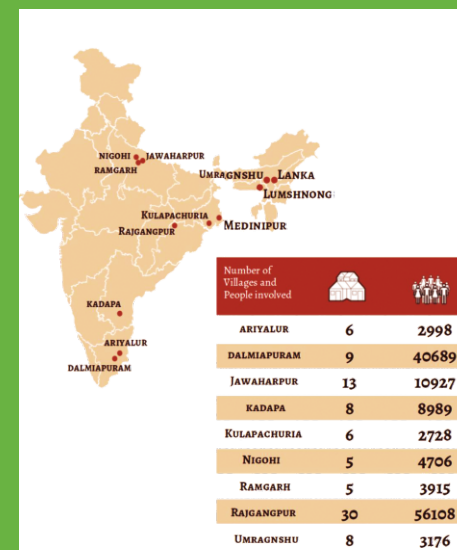 NIGOHI
JAWAHARPUR
RAMGARH
UMRAGNSHU
LANKA
LUMSHNONG
KULAPACHURIA
RAJGANGPUR
MEDINIPUR
KADAPA
ARIYALUR
DALMIAPURAM
Number of
Villages and
People involved
ARIYALUR 6 2998
DALMIAPURAM 9 40689
JAWAHARPUR 13 10927
KADAPA 8 8989
KULAPACHURIA 6 2728
NIGOHI 5 4706
RAMGARH 5 3915
RAJGANGPUR 30 56108
UMRAGNSHU 8 3176